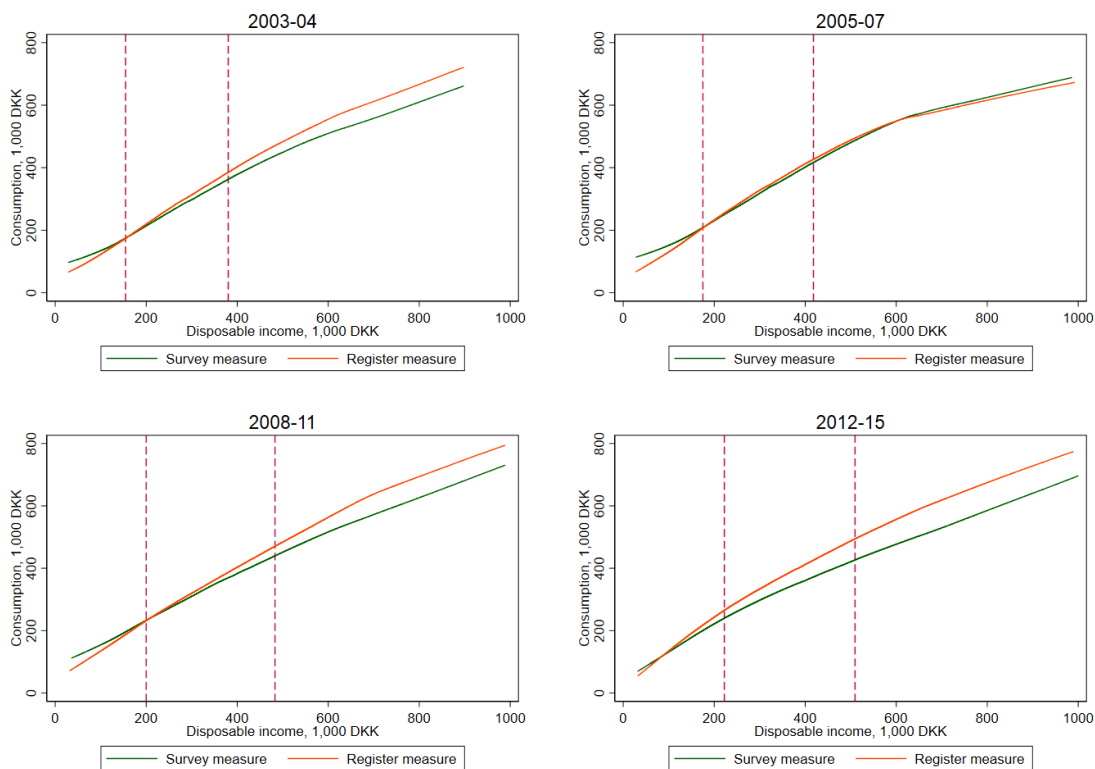 2003-04
Consumption, 1,000 DKK
0 200 400 600 800
0 200 400 600 800 1000
Disposable income, 1,000 DKK
Survey measure Register measure
2005-07
Consumption, 1,000 DKK
0 200 400 600 800
0 200 400 600 800 1000
Disposable income, 1,000 DKK
Survey measure Register measure
2008-11
Consumption, 1,000 DKK
0 200 400 600 800
0 200 400 600 800 1000
Disposable income, 1,000 DKK
Survey measure Register measure
2012-15
Consumption, 1,000 DKK
0 200 400 600 800
0 200 400 600 800 1000
Disposable income, 1,000 DKK
Survey measure Register measure